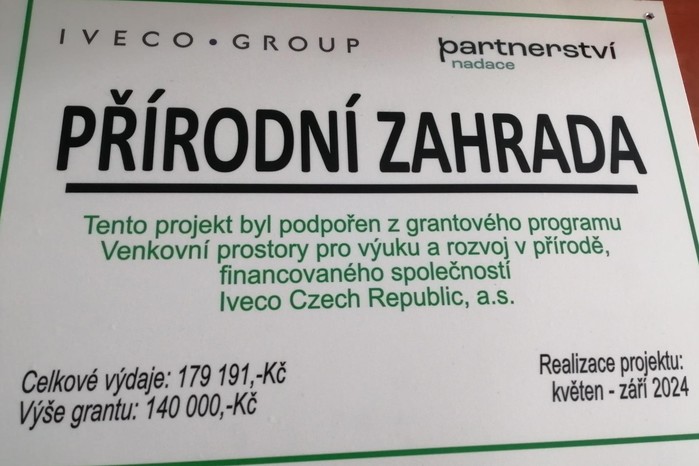 IVECO • GROUP
partnerství
nadace
PŘÍRODNÍ ZAHRADA
Tento projekt byl podpořen z grantového programu
Venkovní prostory pro výuku a rozvoj v přírodě,
financovaného společností
Iveco Czech Republic, a.s.
Celkové výdaje: 179 191,-Kč
Výše grantu: 140 000,-Kč
Realizace projektu:
květen - září 2024